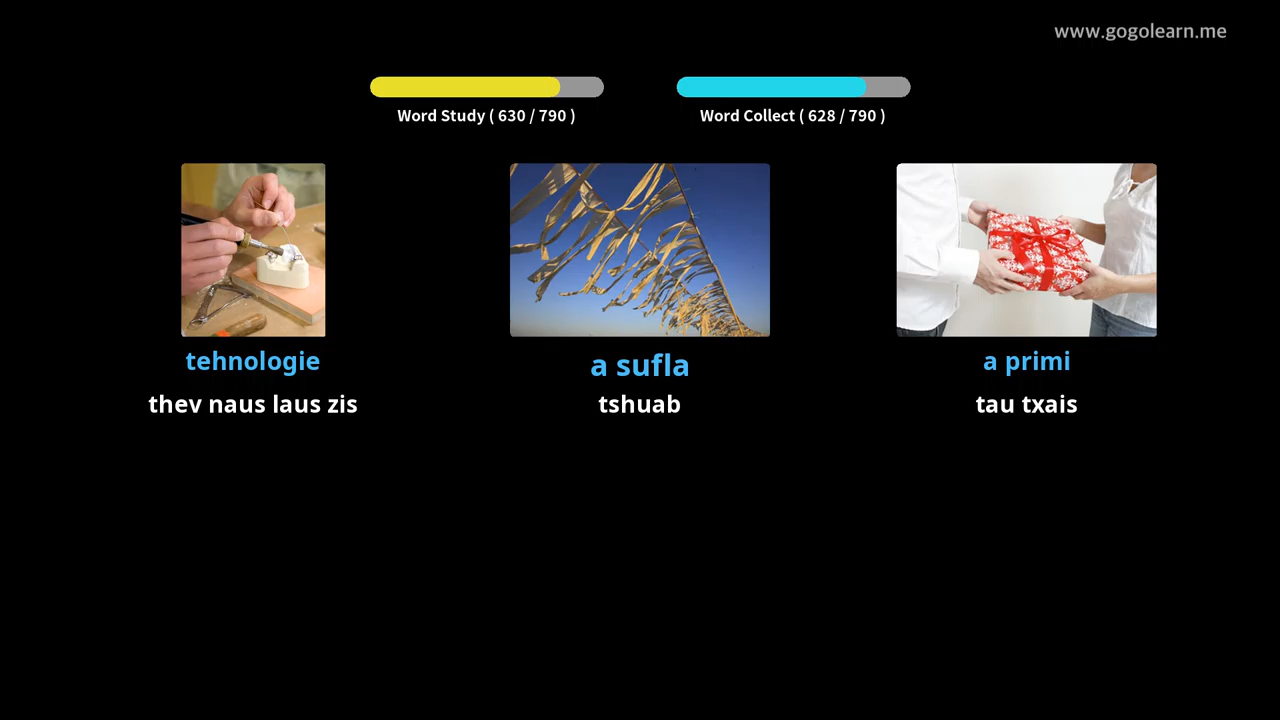 www.gogolearn.me
Word Study ( 630 / 790 )
Word Collect ( 628 / 790 )
tehnologie
thev naus laus zis
a sufla
tshuab
a primi
tau txais